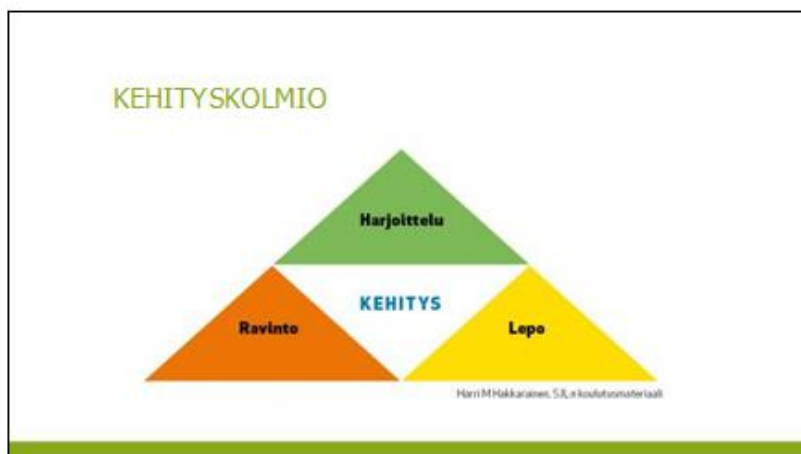 KEHITYSKOLMIO
Harjoittelu
KEHITYS
Ravinto
Lepo
Harri M Hakkarainen, SJL:n koulutusmateriaali